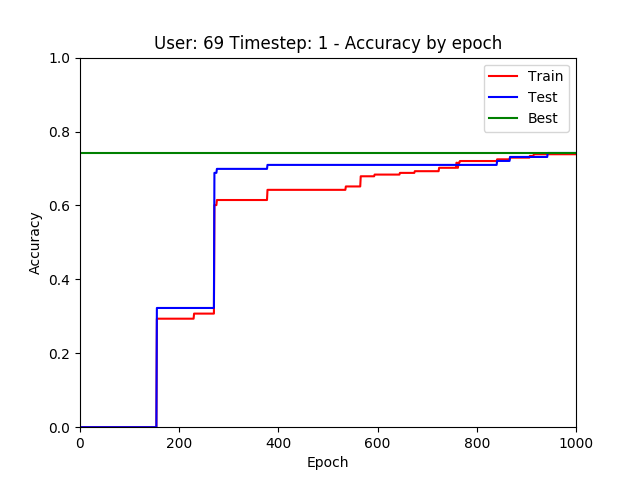 User: 69 Timestep: 1 - Accuracy by epoch
1.0
0.8
0.6
0.4
0.2
0.0
Accuracy
Train
Test
Best
0 200 400 600 800 1000
Epoch